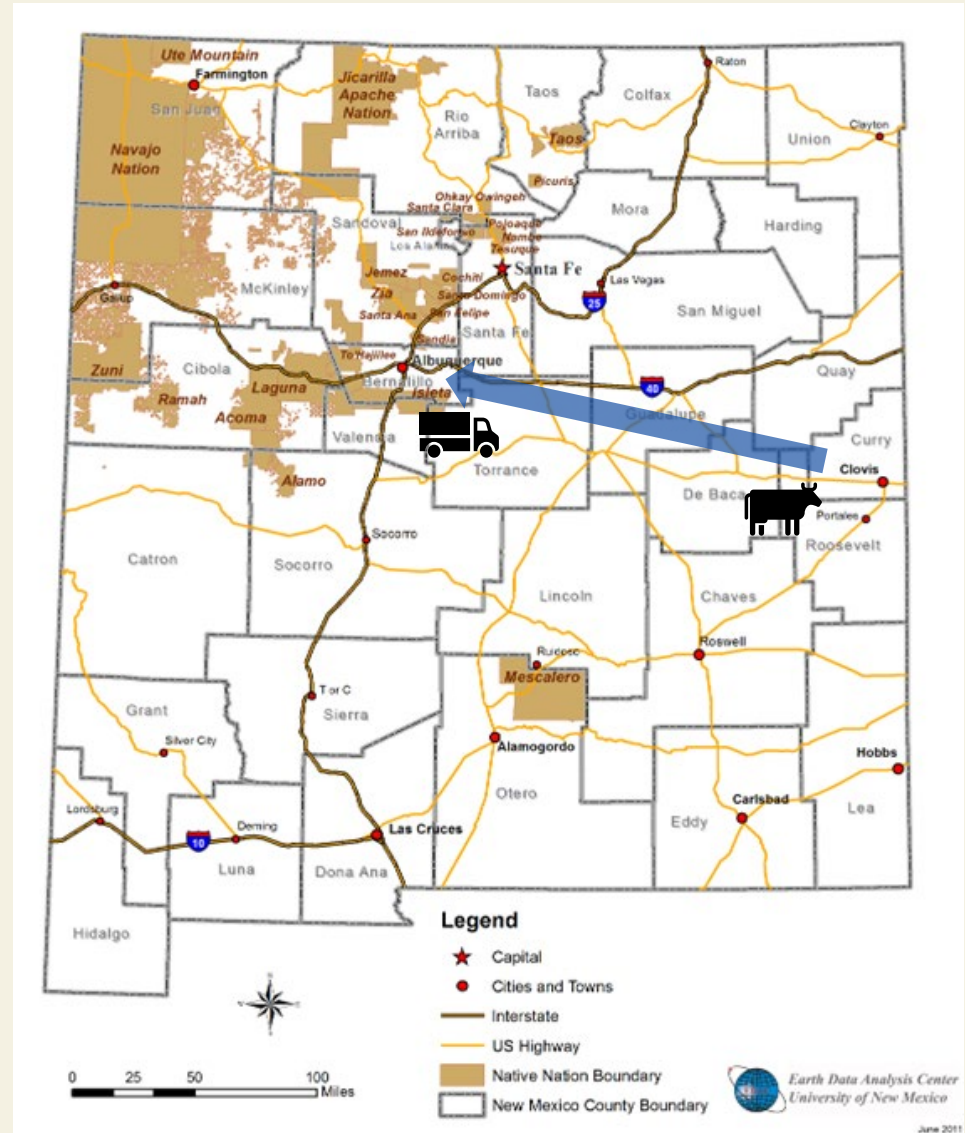 Ute Mountain
Farmington
San Juan
Jicarilla
Apache
Nation
Rio
Arriba
Taos
Colfax
Raton
Union
Clayton
Taos
Navajo
Nation
Picuris
Ohkay Owingeh
Santa Clara
Mora
Harding
Sandoval
San Ildefonso
Los Alamos
Pojoaque
Nambe
Tesuque
Santa Fe
Las Vegas
25
San Miguel
McKinley
Gallup
Jemez
Zia
Cochiti
Santo Domingo
Santa Ana
San Felipe
Sandia
Santa Fe
To'Hajiilee
Albuquerque
Bernalillo
Isleta
Cibola
Zuni
Ramah
Laguna
Acoma
40
Quay
Guadalupe
Valencia
Torrance
Curry
Clovis
De Baca
Portales
Roosevelt
Alamo
Socorro
Catron
Socorro
Lincoln
Chaves
Roswell
Ruidoso
Mescalero
T or C
Sierra
Grant
Silver City
Alamogordo
Otero
Hobbs
Carlsbad
Eddy
Lea
Lordsburg
10
Deming
Luna
Las Cruces
Dona Ana
Hidalgo
Legend
Capital
Cities and Towns
Interstate
US Highway
Native Nation Boundary
New Mexico County Boundary
0 25 50 100
Miles
Earth Data Analysis Center
University of New Mexico
June 2011